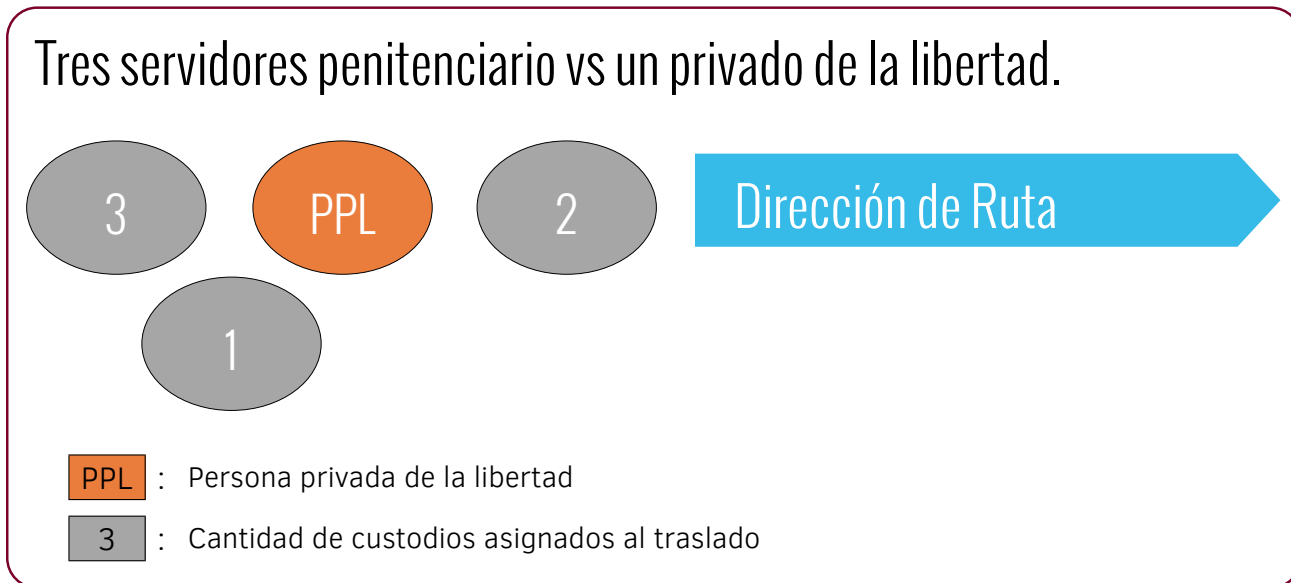 Tres servidores penitenciario vs un privado de la libertad.
3 PPL 2 Dirección de Ruta
1
PPL : Persona privada de la libertad
3 : Cantidad de custodios asignados al traslado